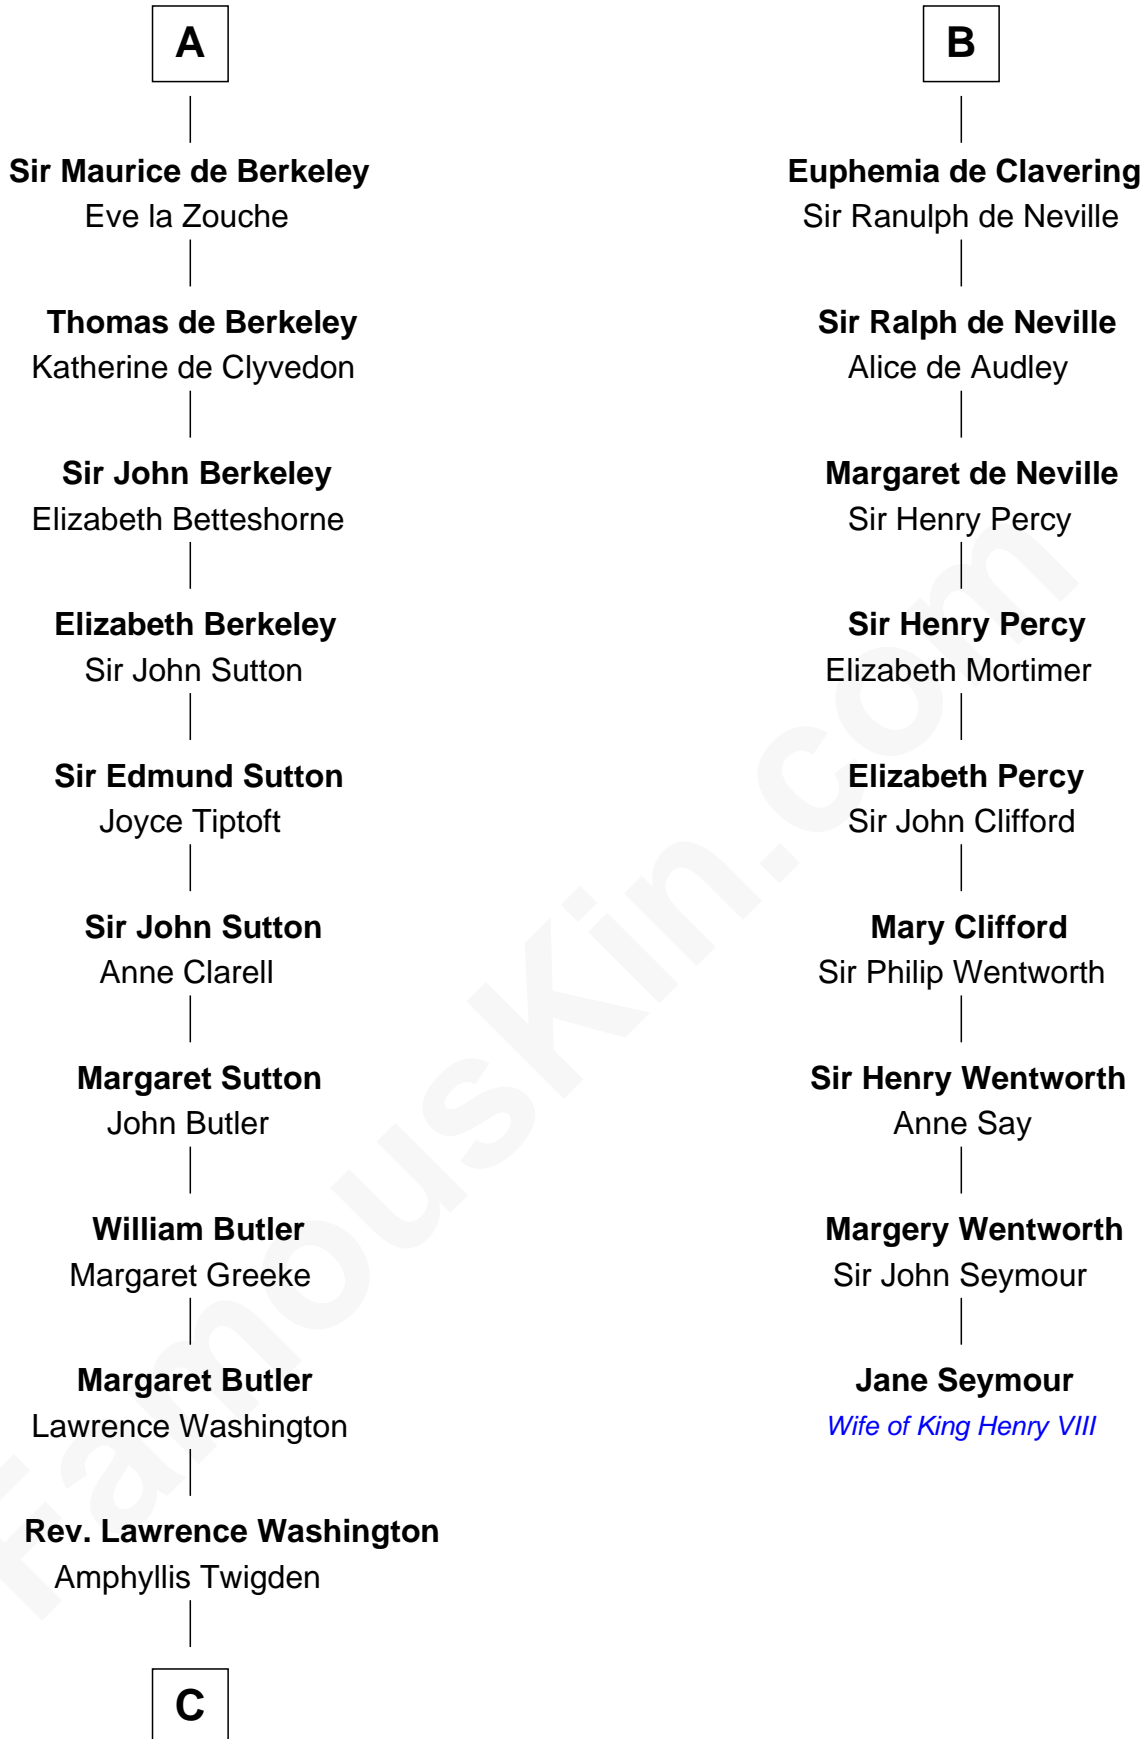 A
Sir Maurice de Berkeley
Eve la Zouche
Thomas de Berkeley
Katherine de Clyvedon
Sir John Berkeley
Elizabeth Betteshorne
Elizabeth Berkeley
Sir John Sutton
Sir Edmund Sutton
Joyce Tiptoft
Sir John Sutton
Anne Clarell
Margaret Sutton
John Butler
William Butler
Margaret Greeke
Margaret Butler
Lawrence Washington
Rev. Lawrence Washington
Amphyllis Twigden
C
B
Euphemia de Clavering
Sir Ranulph de Neville
Sir Ralph de Neville
Alice de Audley
Margaret de Neville
Sir Henry Percy
Sir Henry Percy
Elizabeth Mortimer
Elizabeth Percy
Sir John Clifford
Mary Clifford
Sir Philip Wentworth
Sir Henry Wentworth
Anne Say
Margery Wentworth
Sir John Seymour
Jane Seymour
Wife of King Henry VIII
FamousKin.com